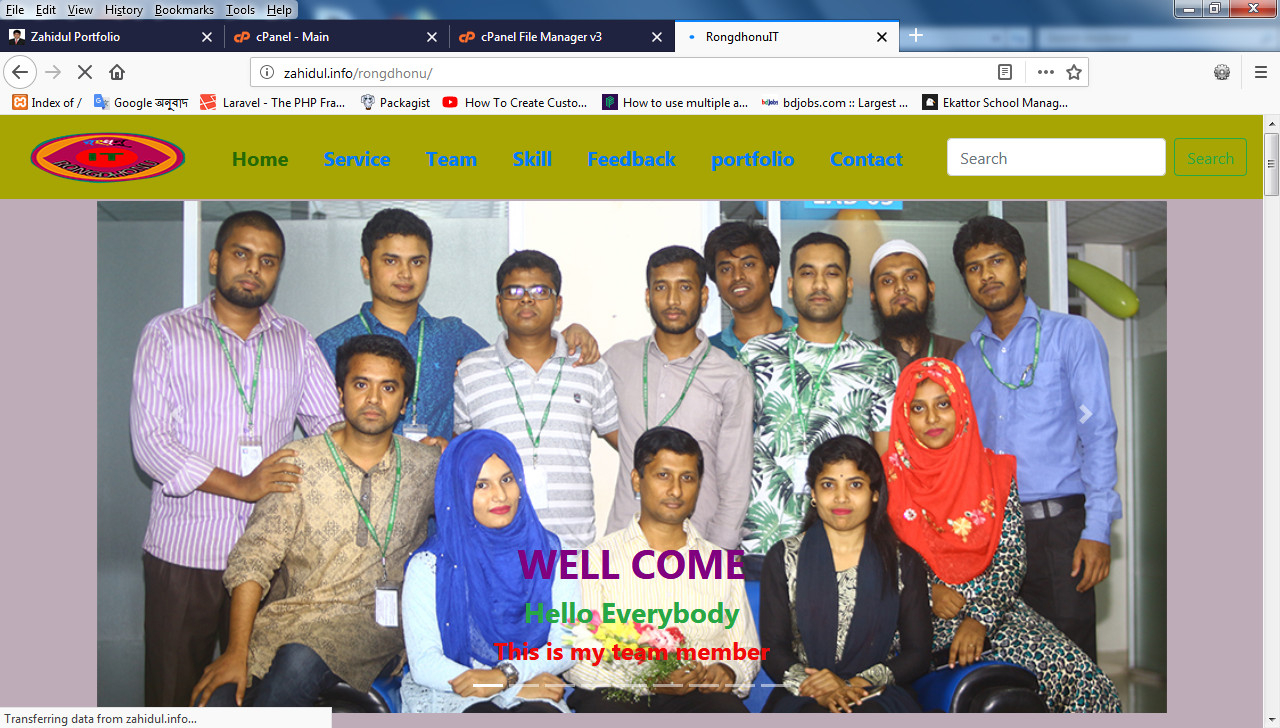 File Edit View History Bookmarks Tools Help
Zahidul Portfolio
cPanel - Main
cPanel File Manager v3
RongdhonuIT
zahidul.info/rongdhonu/
Index of /
Google অনুবাদ
Laravel - The PHP Fra...
Packagist
How To Create Custo...
How to use multiple a...
bdjobs bdjobs.com :: Largest ...
Ekattor School Manag...
IT
Home Service Team Skill Feedback portfolio Contact
Search
Search
LAB 03
WELL COME
Hello Everybody
This is my team member
Transferring data from zahidul.info...